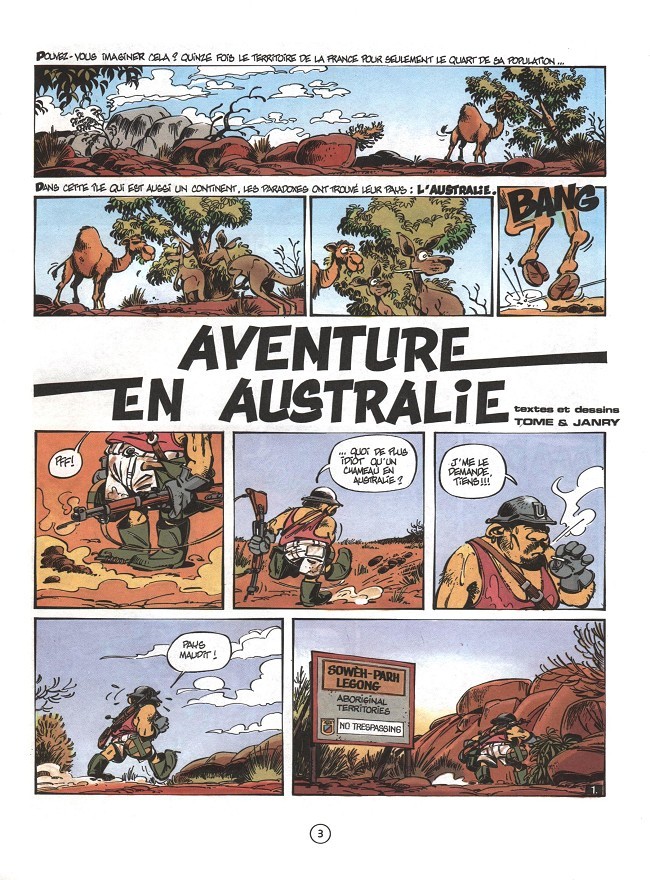 POUVEZ-VOUS IMAGINER CELA ? QUINZE FOIS LE TERRITOIRE DE LA FRANCE POUR SEULEMENT LE QUART DE SA POPULATION...
DANS CETTE ÎLE QUI EST AUSSI UN CONTINENT, LES PARADOXES ONT TROUVÉ LEUR PAYS : L'AUSTRALIE.
BANG
AVENTURE
EN AUSTRALIE
textes et dessins
TOME & JANRY
PFF!
... QUOI DE PLUS
IDIOT QU'UN
CHAMEAU EN
AUSTRALIE ?
J'ME LE
DEMANDE,
TIENS!!!
PAYS
MAUDIT !
SOWÈH-PARH
LEGONG
ABORIGINAL
TERRITORIES
NO TRESPASSING
1.
3